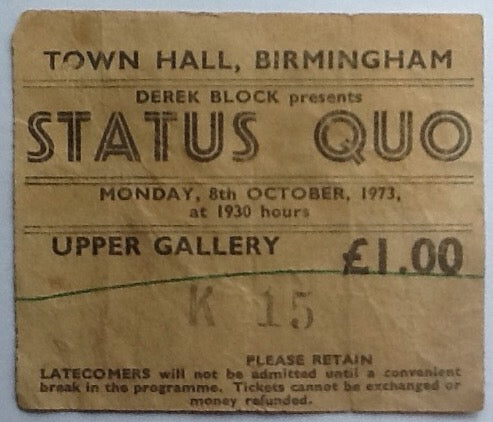 TOWN HALL, BIRMINGHAM
DEREK BLOCK presents
STATUS QUO
MONDAY, 8th OCTOBER, 1973,
at 1930 hours
UPPER GALLERY £1.00
K 15
PLEASE RETAIN
LATECOMERS will not be admitted until a convenient
break in the programme. Tickets cannot be exchanged or
money refunded.